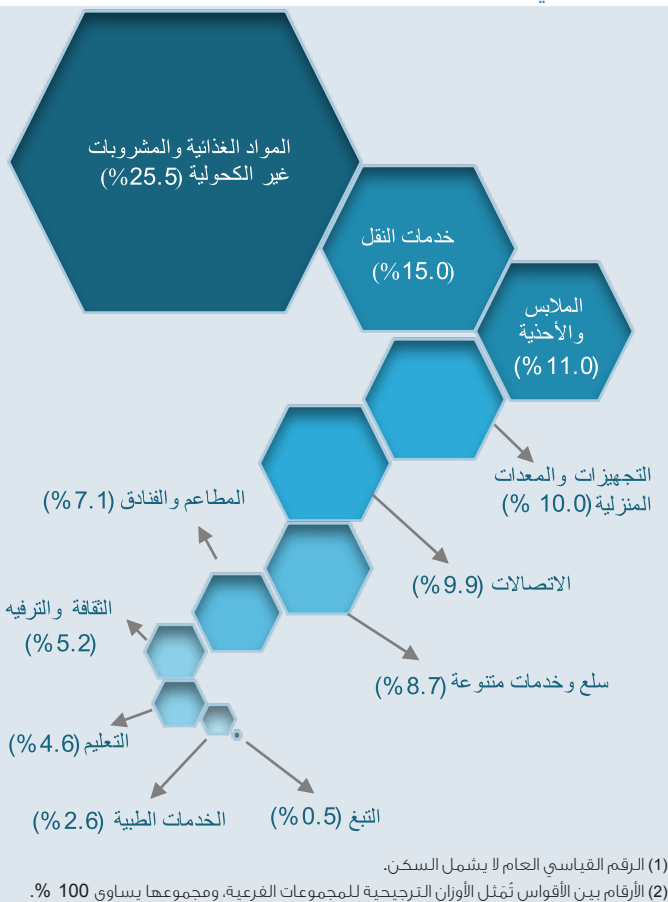 المواد الغذائية والمشروبات
غير الكحولية (25.5%)
خدمات النقل
(15.0%)
الملابس
والأحذية
(11.0 %)
التجهيزات والمعدات
المنزلية (10.0 %)
الاتصالات (9.9 %)
المطاعم والفنادق (7.1 %)
سلع وخدمات متنوعة (8.7 %)
الثقافة والترفيه
(5.2 %)
التعليم (4.6 %)
الخدمات الطبية (2.6 %)
التبغ (0.5 %)
(1) الرقم القياسي العام لا يشمل السكن.
(2) الأرقام بين الأقواس تُمَثل الأوزان الترجيحية للمجموعات الفرعية، ومجموعها يساوي 100 %.